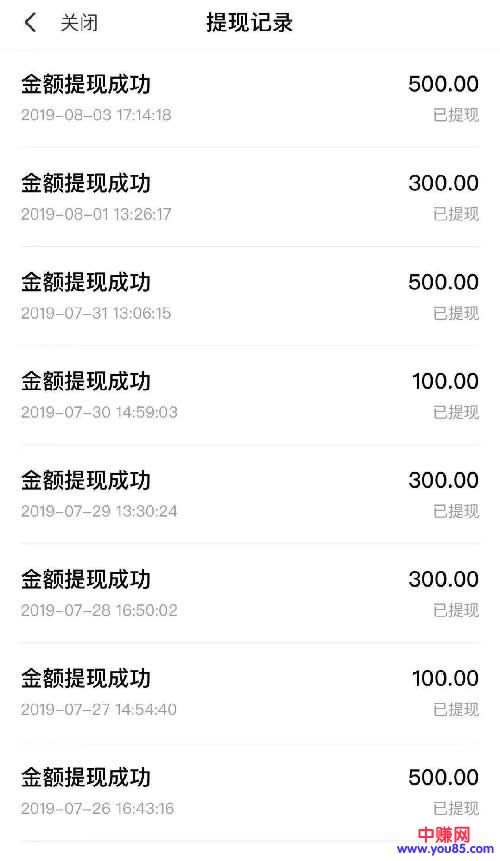 关闭 提现记录
金额提现成功 500.00
2019-08-03 17:14:18 已提现
金额提现成功 300.00
2019-08-01 13:26:17 已提现
金额提现成功 500.00
2019-07-31 13:06:15 已提现
金额提现成功 100.00
2019-07-30 14:59:03 已提现
金额提现成功 300.00
2019-07-29 13:30:24 已提现
金额提现成功 300.00
2019-07-28 16:50:02 已提现
金额提现成功 100.00
2019-07-27 14:54:40 已提现
金额提现成功 500.00
2019-07-26 16:43:16 已提现
中赚网
www.you85.com